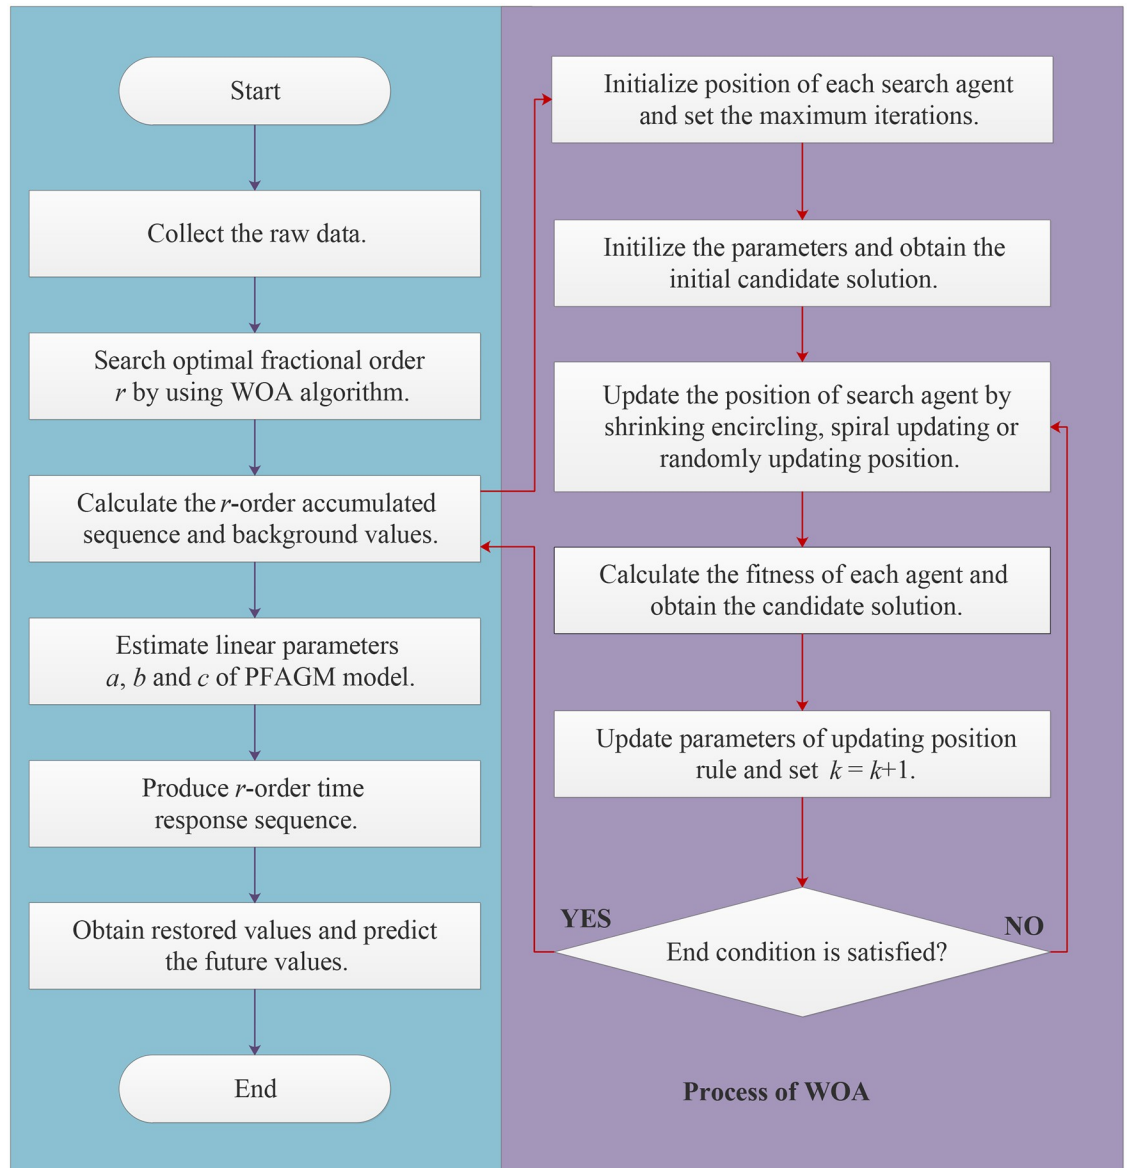 Start
Collect the raw data.
Search optimal fractional order
r by using WOA algorithm.
Calculate the r-order accumulated
sequence and background values.
Estimate linear parameters
a, b and c of PFAGM model.
Produce r-order time
response sequence.
Obtain restored values and predict
the future values.
End
Initialize position of each search agent
and set the maximum iterations.
Initilize the parameters and obtain the
initial candidate solution.
Update the position of search agent by
shrinking encircling, spiral updating or
randomly updating position.
Calculate the fitness of each agent and
obtain the candidate solution.
Update parameters of updating position
rule and set k = k+1.
YES
NO
End condition is satisfied?
Process of WOA